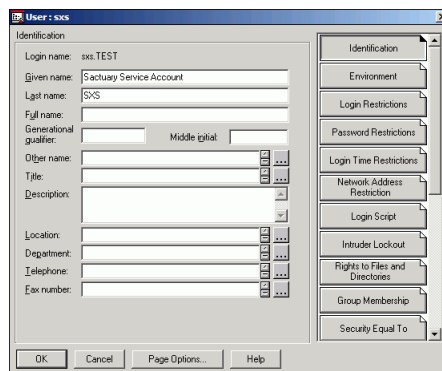 User : sxs
Identification
Login name: sxs.TEST
Given name: Sactuary Service Account
Last name: SXS
Full name:
Generational qualifier:
Middle initial:
Other name:
Title:
Description:
Location:
Department:
Telephone:
Fax number:
OK
Cancel
Page Options...
Help
Identification
Environment
Login Restrictions
Password Restrictions
Login Time Restrictions
Network Address Restriction
Login Script
Intruder Lockout
Rights to Files and Directories
Group Membership
Security Equal To